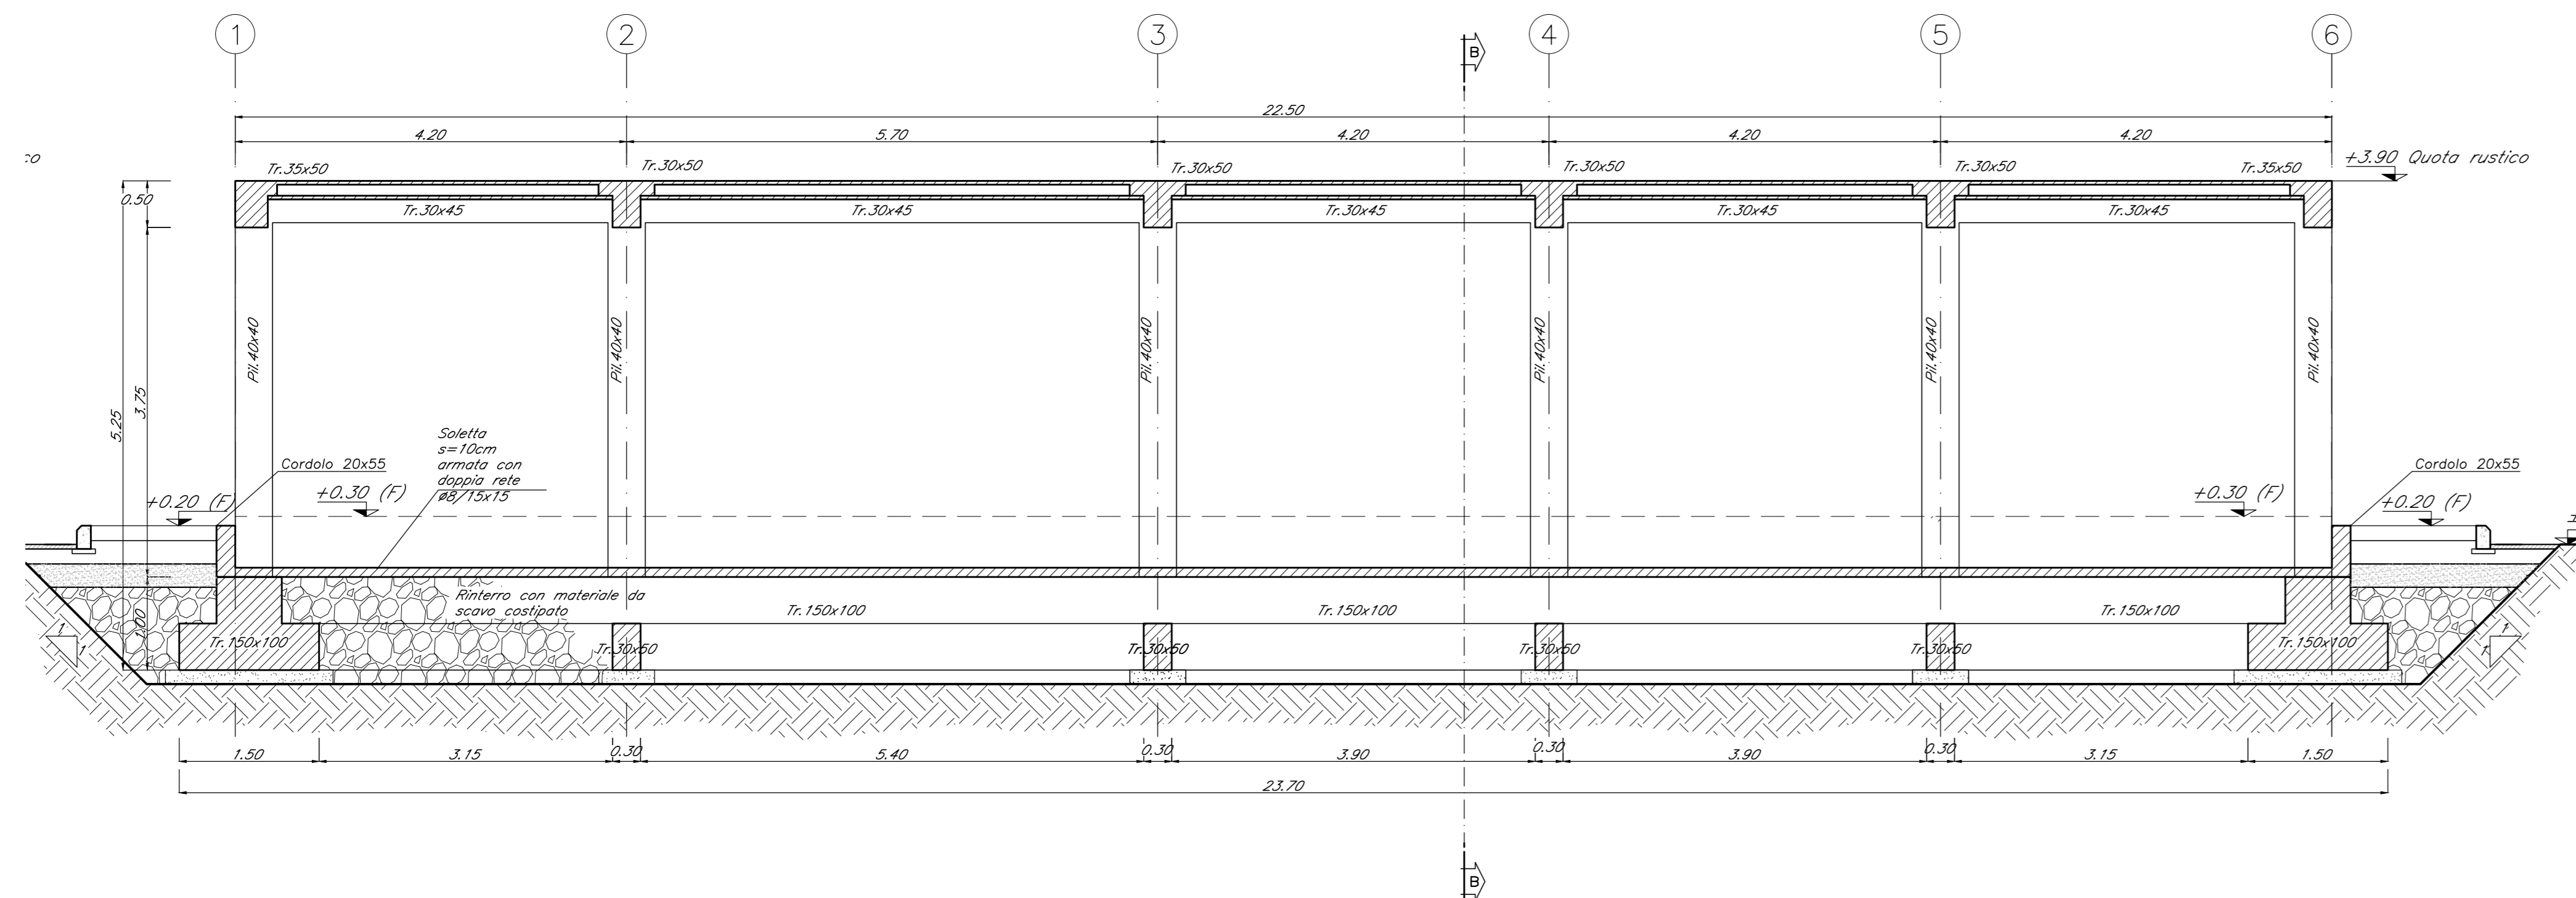 1 2 3 4 5 6
B
22.50
4.20 5.70 4.20 4.20 4.20
Tr.35x50 Tr.30x50 Tr.30x50 Tr.30x50 Tr.30x50 Tr.35x50
+3.90 Quota rustico
co
0.50
Tr.30x45 Tr.30x45 Tr.30x45 Tr.30x45 Tr.30x45
Pil.40x40 Pil.40x40 Pil.40x40 Pil.40x40 Pil.40x40 Pil.40x40
3.75
5.25
Soletta
s=10cm
armata con
doppia rete
ø8/15x15
Cordolo 20x55
Cordolo 20x55
+0.20 (F)
+0.30 (F)
+0.30 (F)
+0.20 (F)
Rinterro con materiale da
scavo costipato
Tr.150x100 Tr.150x100 Tr.150x100
1.00
1
1
1
1
Tr.150x100 Tr.30x50 Tr.30x50 Tr.30x50 Tr.30x50 Tr.150x100
1.50 3.15 0.30 5.40 0.30 3.90 0.30 3.90 0.30 3.15 1.50
23.70
B